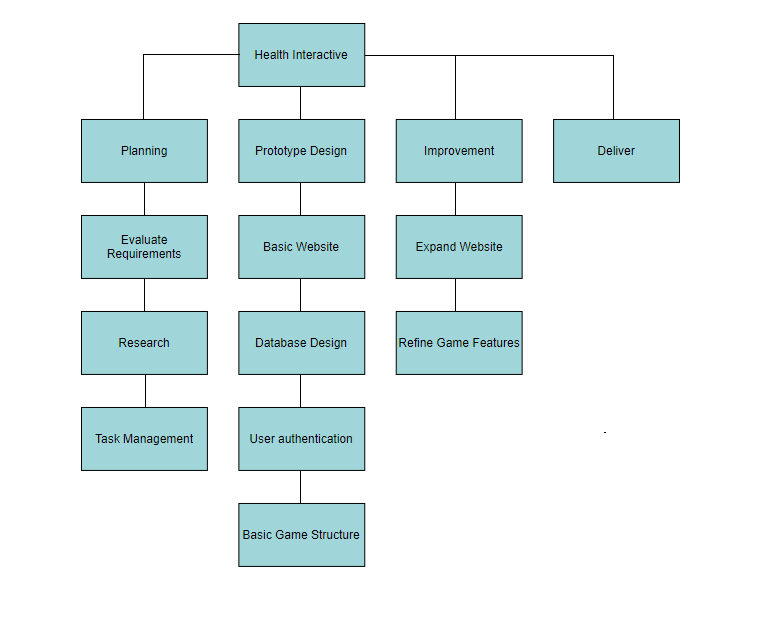 Health Interactive
Planning
Prototype Design
Improvement
Deliver
Evaluate
Requirements
Basic Website
Expand Website
Research
Database Design
Refine Game Features
Task Management
User authentication
Basic Game Structure